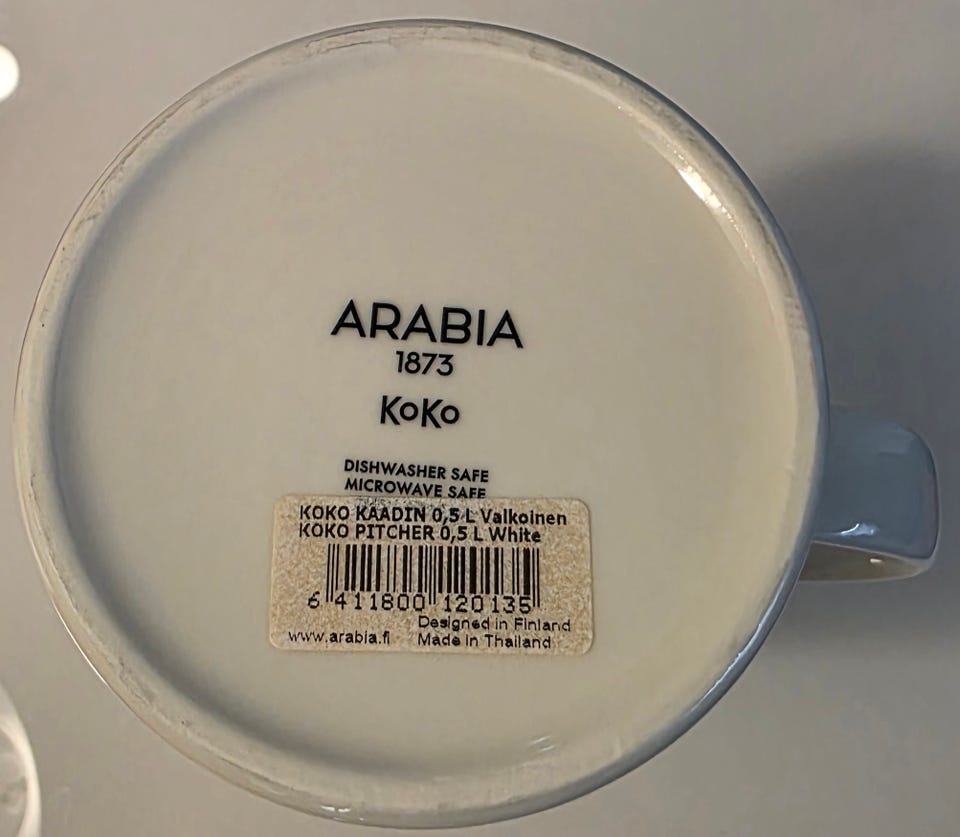 ARABIA
1873
KoKo
DISHWASHER SAFE
MICROWAVE SAFE
KOKO KAADIN 0,5 L Valkoinen
KOKO PITCHER 0,5 L White
6 411800 120135
Designed in Finland
www.arabia.fi Made in Thailand